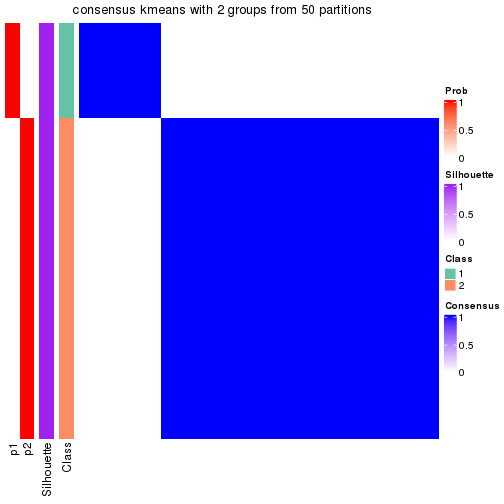 consensus kmeans with 2 groups from 50 partitions
Prob
1
0.5
0
Silhouette
1
0.5
0
Class
1
2
Consensus
1
0.5
0
p1
p2
Silhouette
Class